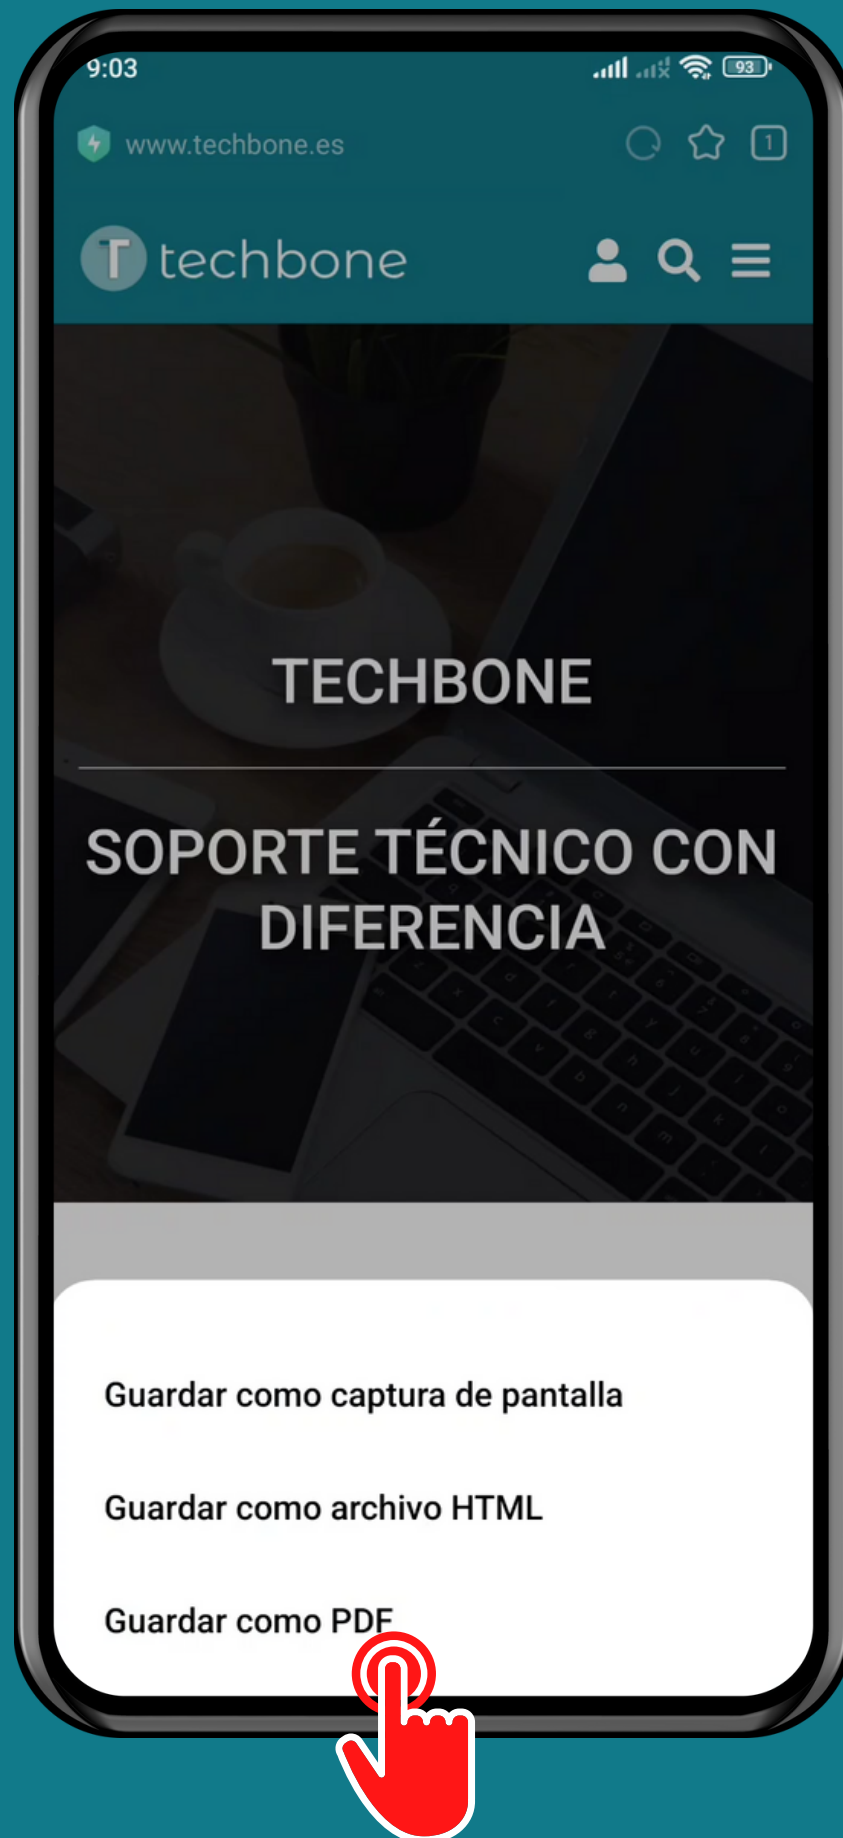 9:03
93
www.techbone.es
1
T techbone
TECHBONE
SOPORTE TÉCNICO CON
DIFERENCIA
Guardar como captura de pantalla
Guardar como archivo HTML
Guardar como PDF